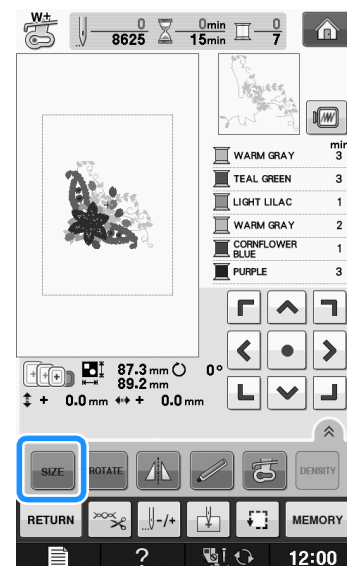 W+ 0 0min 0
8625 15min 7
min
WARM GRAY 3
TEAL GREEN 3
LIGHT LILAC 1
WARM GRAY 2
CORNFLOWER
BLUE 1
PURPLE 3
87.3 mm 0°
89.2 mm
+ 0.0 mm + 0.0 mm
SIZE ROTATE DENSITY
RETURN -/+ MEMORY
? 12:00